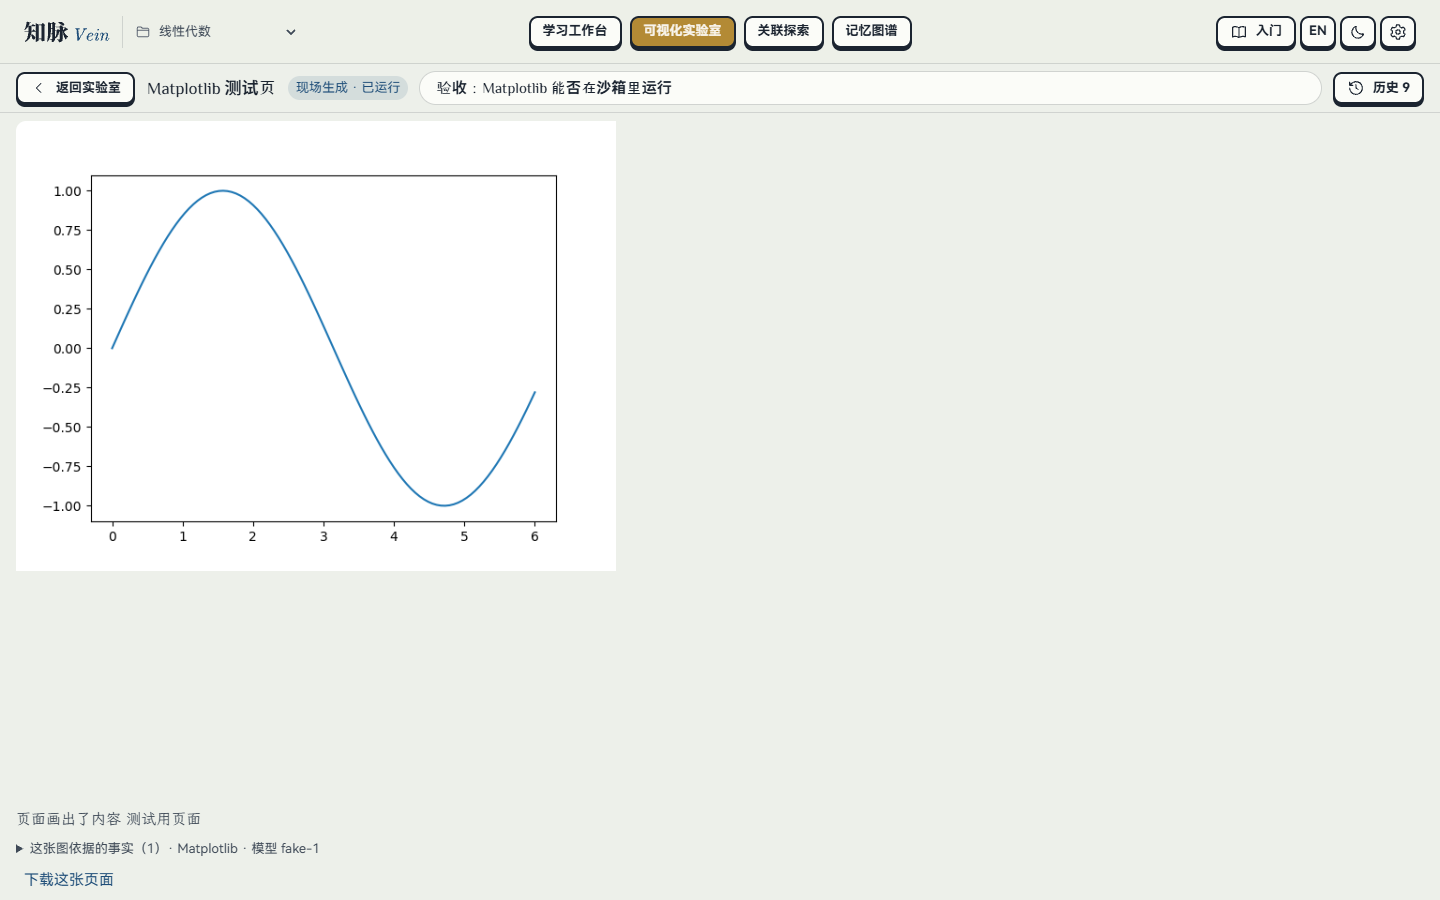 知脉 Vein 线性代数 学习工作台 可视化实验室 关联探索 记忆图谱 入门 EN
返回实验室 Matplotlib 测试页 现场生成 · 已运行 验收：Matplotlib 能否在沙箱里运行 历史 9
1.00
0.75
0.50
0.25
0.00
−0.25
−0.50
−0.75
−1.00
0 1 2 3 4 5 6
页面画出了内容 测试用页面
这张图依据的事实（1）· Matplotlib · 模型 fake-1
下载这张页面